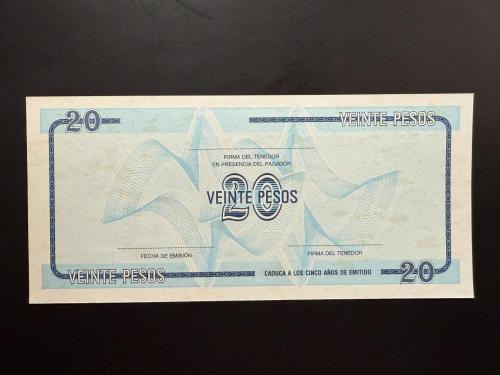 20
VEINTE PESOS
FIRMA DEL TENEDOR
EN PRESENCIA DEL PAGADOR
20
VEINTE PESOS
FECHA DE EMISIÓN
FIRMA DEL TENEDOR
VEINTE PESOS
CADUCA A LOS CINCO AÑOS DE EMITIDO
20